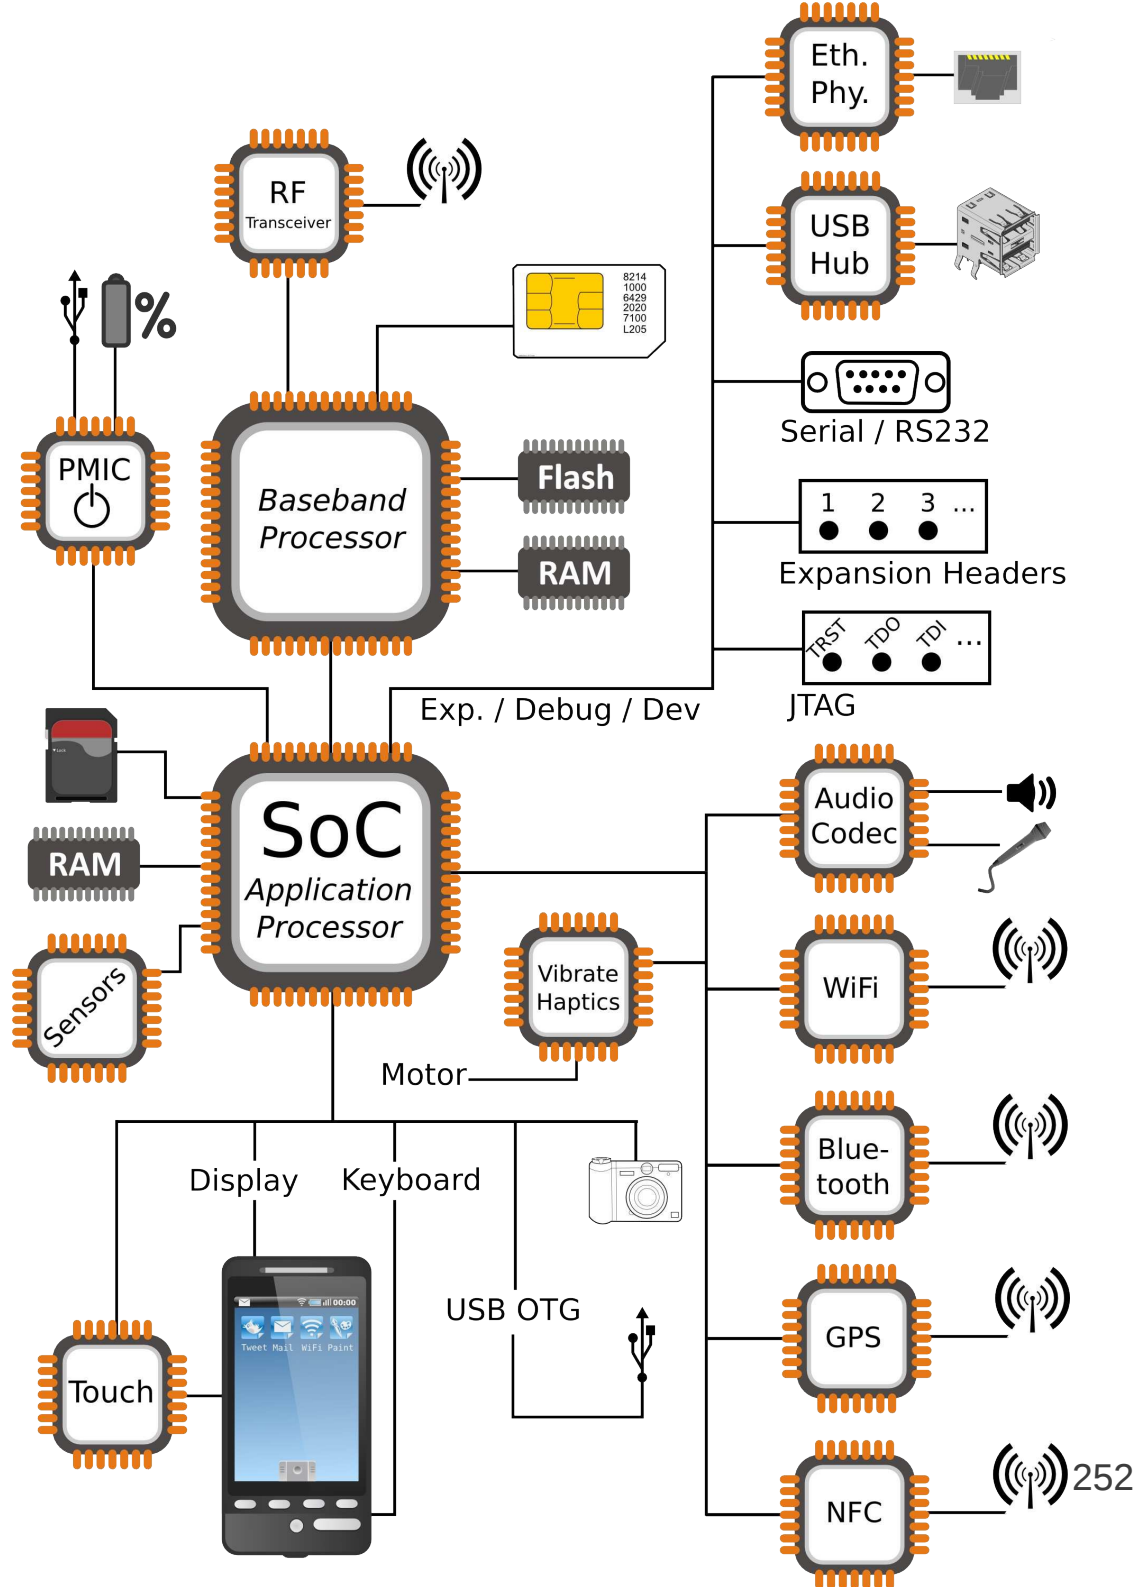 Eth.
Phy.
RF
Transceiver
USB
Hub
8214
1000
6429
2020
7100
L205
%
Serial / RS232
PMIC
Baseband
Processor
Flash
RAM
1 2 3 ...
Expansion Headers
TRST TDO TDI ...
JTAG
Exp. / Debug / Dev
SoC
Application
Processor
RAM
Sensors
Audio
Codec
Vibrate
Haptics
WiFi
Motor
Display
Keyboard
Blue-
tooth
USB OTG
00:00
Tweet Mail WiFi Paint
Touch
GPS
NFC
252